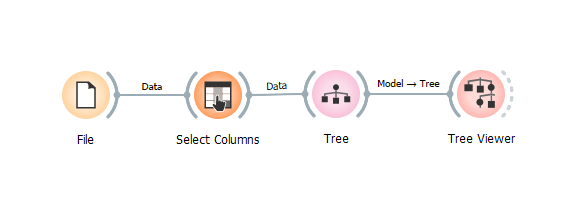 Data
Data
Model → Tree
File
Select Columns
Tree
Tree Viewer